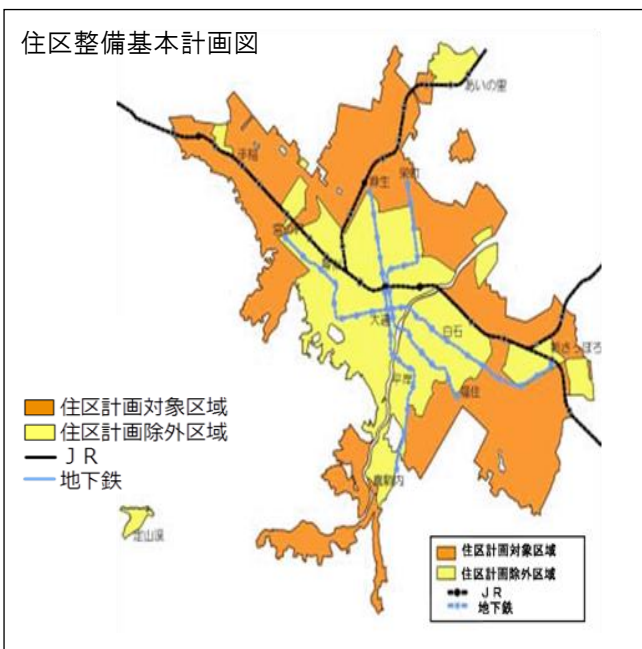 住区整備基本計画図
あいの里
手稲
麻生
栄町
宮の沢
大通
白石
新さっぽろ
平岸
福住
真駒内
定山渓
住区計画対象区域
住区計画除外区域
ＪＲ
地下鉄
住区計画対象区域
住区計画除外区域
ＪＲ
地下鉄